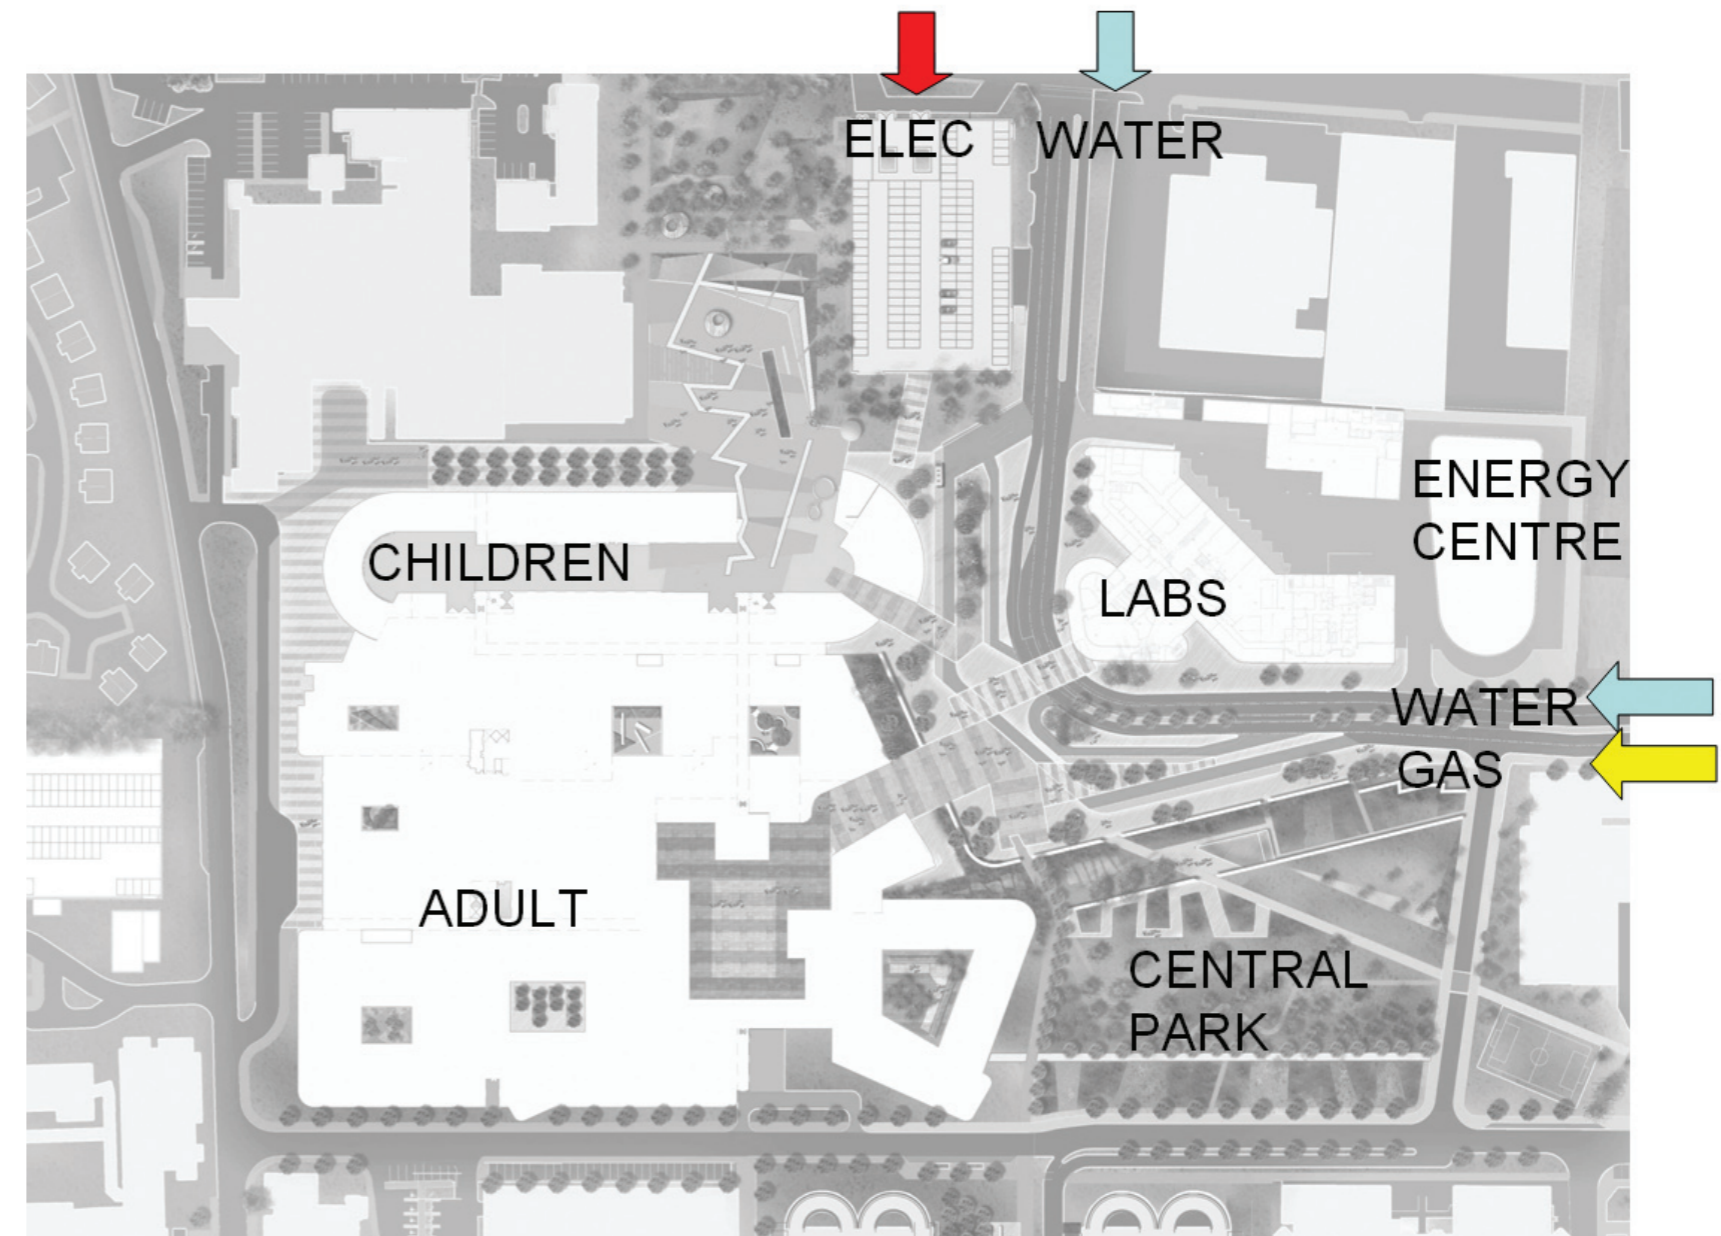 ELEC
WATER
ENERGY
CENTRE
CHILDREN
LABS
WATER
GAS
ADULT
CENTRAL
PARK